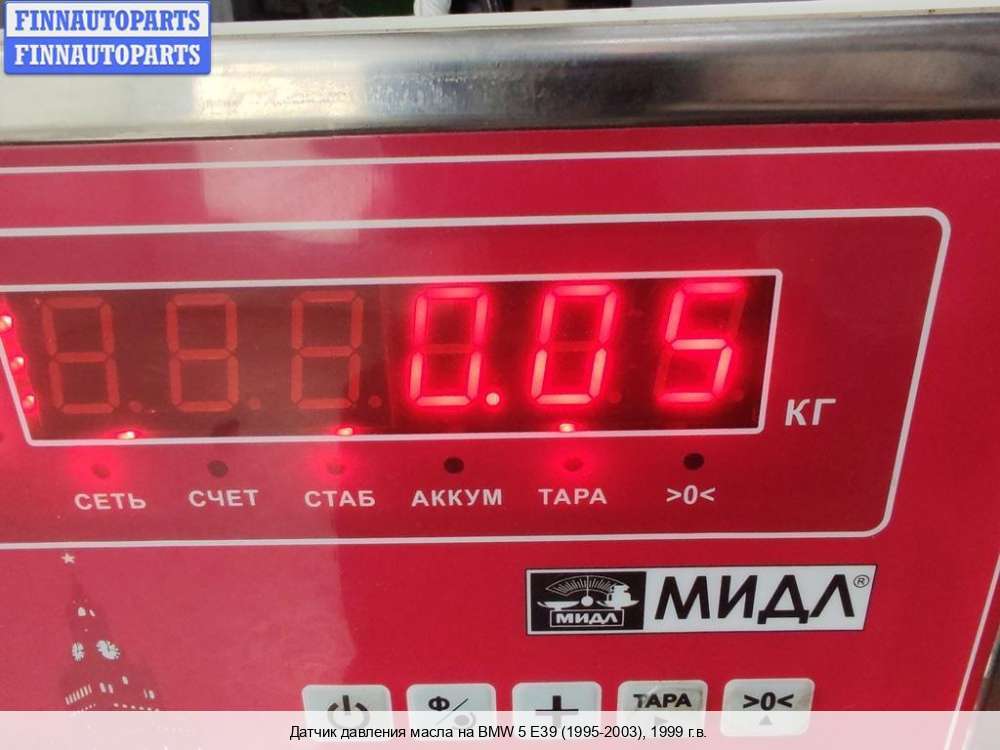 FINNAUTOPARTS
FINNAUTOPARTS
0.05
КГ
СЕТЬ СЧЕТ СТАБ АККУМ ТАРА >0<
МИДЛ МИДЛ®
Ф/ + ТАРА >0<
Датчик давления масла на BMW 5 E39 (1995-2003), 1999 г.в.